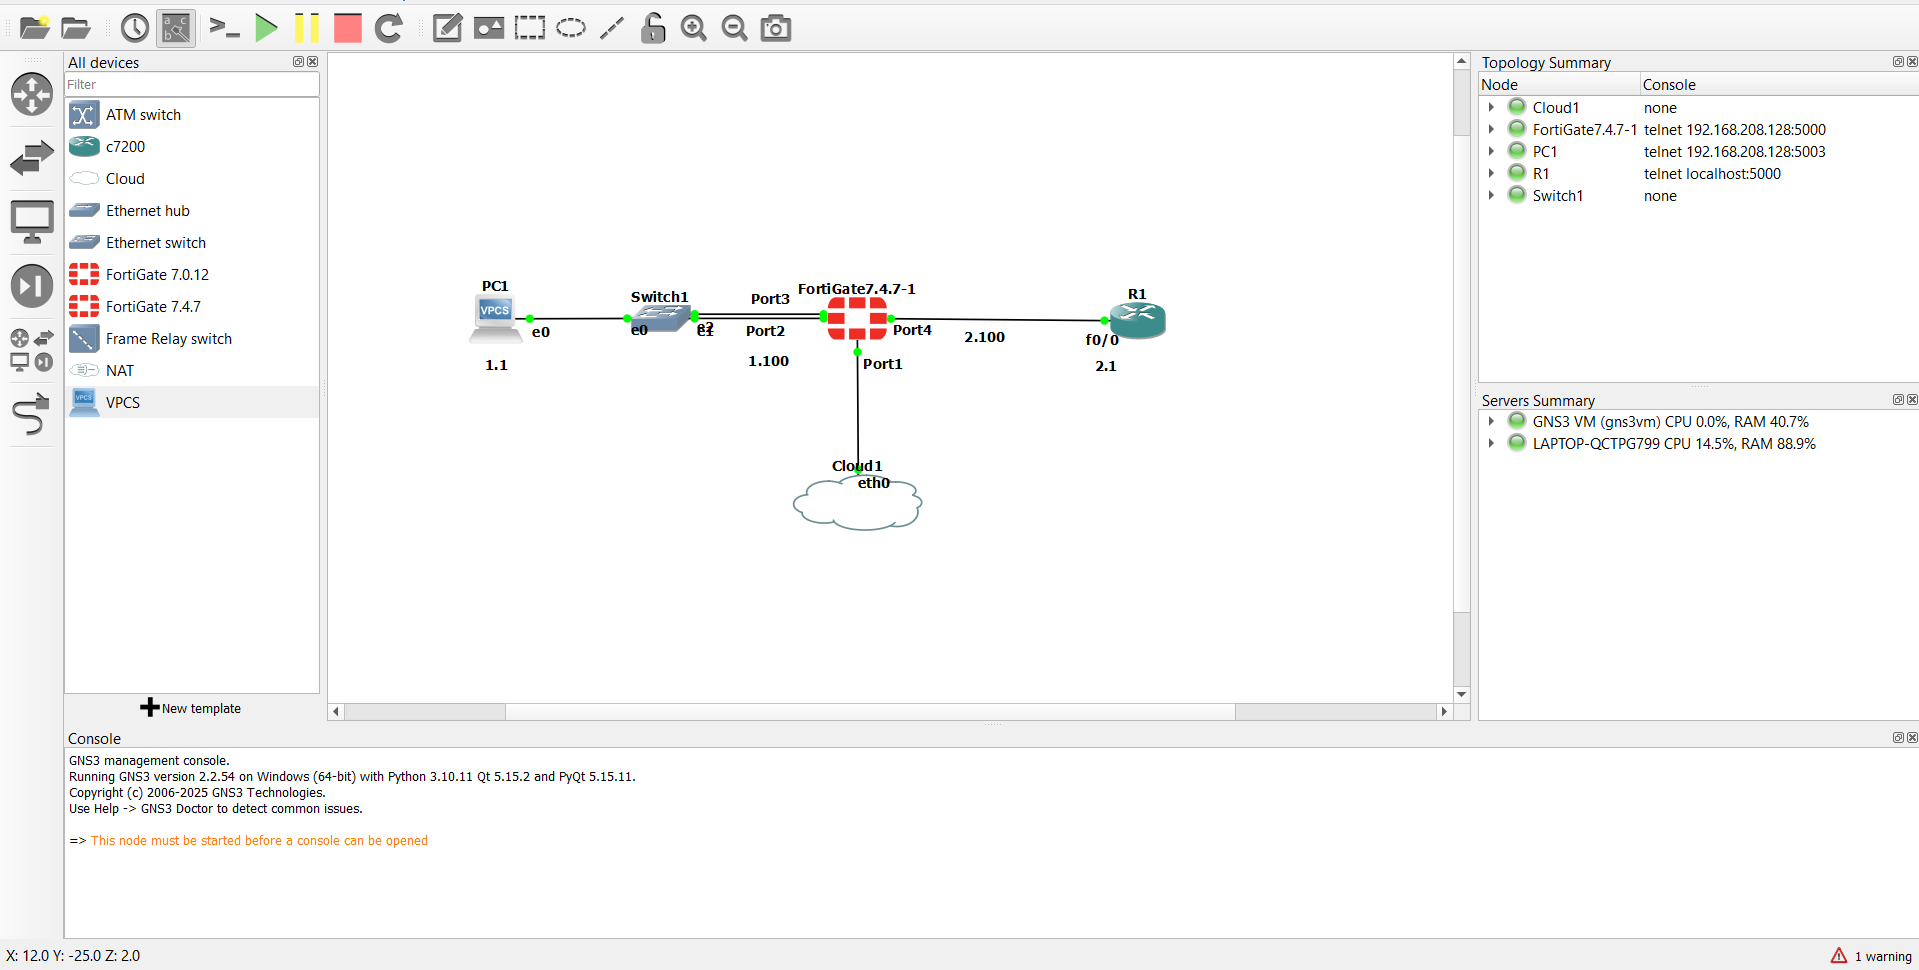 All devices
Filter
ATM switch
c7200
Cloud
Ethernet hub
Ethernet switch
FortiGate 7.0.12
FortiGate 7.4.7
Frame Relay switch
NAT
VPCS
New template
PC1
VPCS
e0
1.1
Switch1
e0
e2
e1
Port3
Port2
1.100
FortiGate7.4.7-1
Port4
Port1
2.100
R1
f0/0
2.1
Cloud1
eth0
Topology Summary
Node Console
Cloud1 none
FortiGate7.4.7-1 telnet 192.168.208.128:5000
PC1 telnet 192.168.208.128:5003
R1 telnet localhost:5000
Switch1 none
Servers Summary
GNS3 VM (gns3vm) CPU 0.0%, RAM 40.7%
LAPTOP-QCTPG799 CPU 14.5%, RAM 88.9%
Console
GNS3 management console.
Running GNS3 version 2.2.54 on Windows (64-bit) with Python 3.10.11 Qt 5.15.2 and PyQt 5.15.11.
Copyright (c) 2006-2025 GNS3 Technologies.
Use Help -> GNS3 Doctor to detect common issues.
=> This node must be started before a console can be opened
X: 12.0 Y: -25.0 Z: 2.0
1 warning